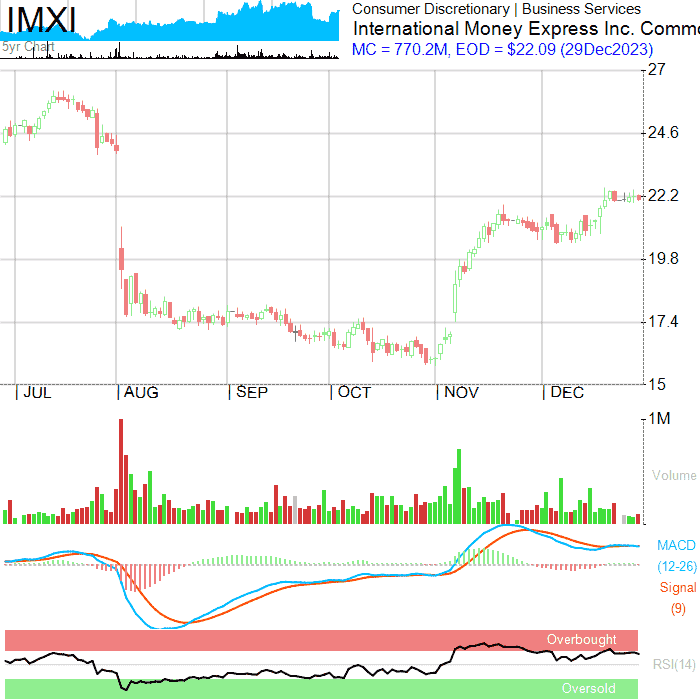 IMXI
5yr Chart
Consumer Discretionary | Business Services
International Money Express Inc. Commo
MC = 770.2M, EOD = $22.09 (29Dec2023)
27
24.6
22.2
19.8
17.4
15
JUL AUG SEP OCT NOV DEC
1M
Volume
MACD
(12-26)
Signal
(9)
Overbought
RSI(14)
Oversold